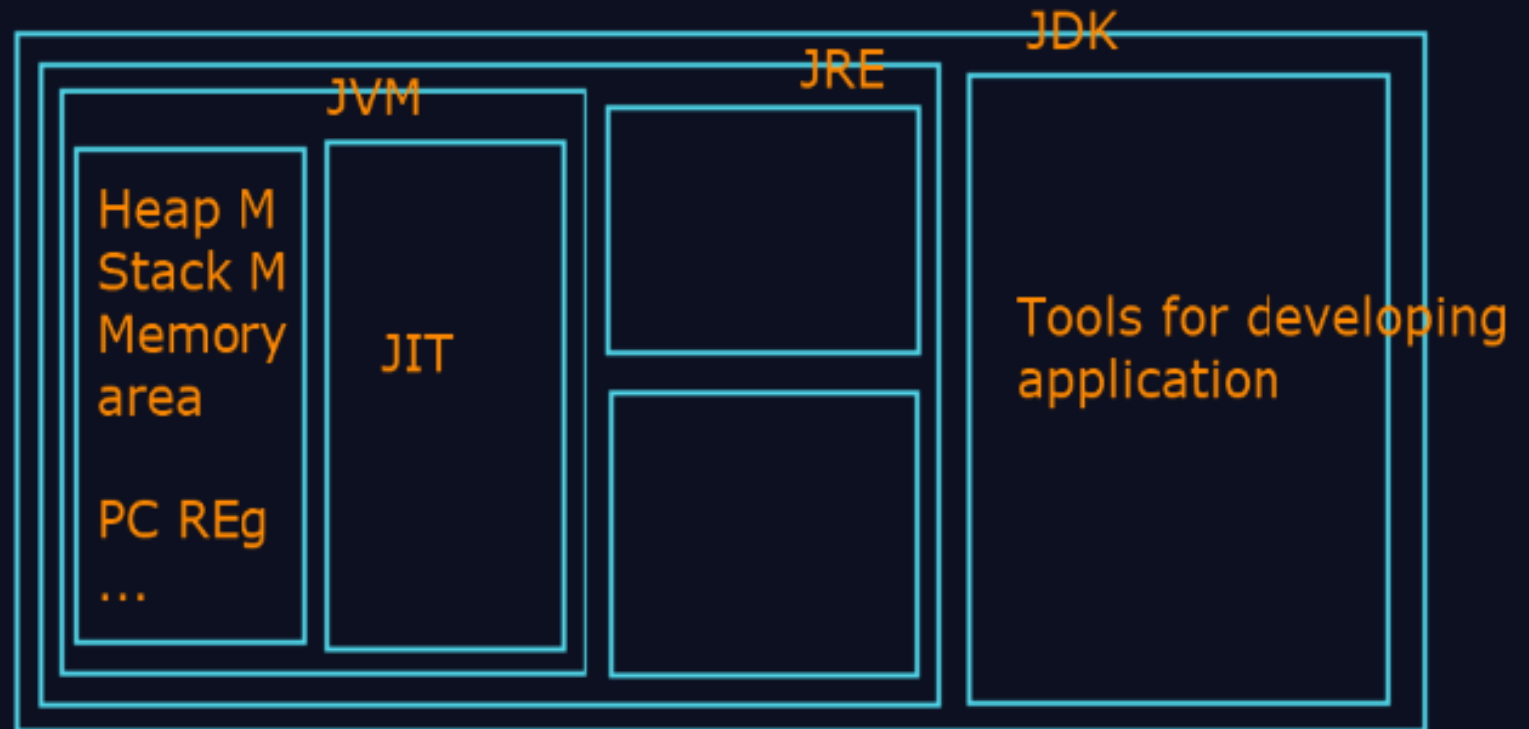 JDK
JRE
JVM
Heap M
Stack M
Memory
area
PC REg
...
JIT
Tools for developing
application